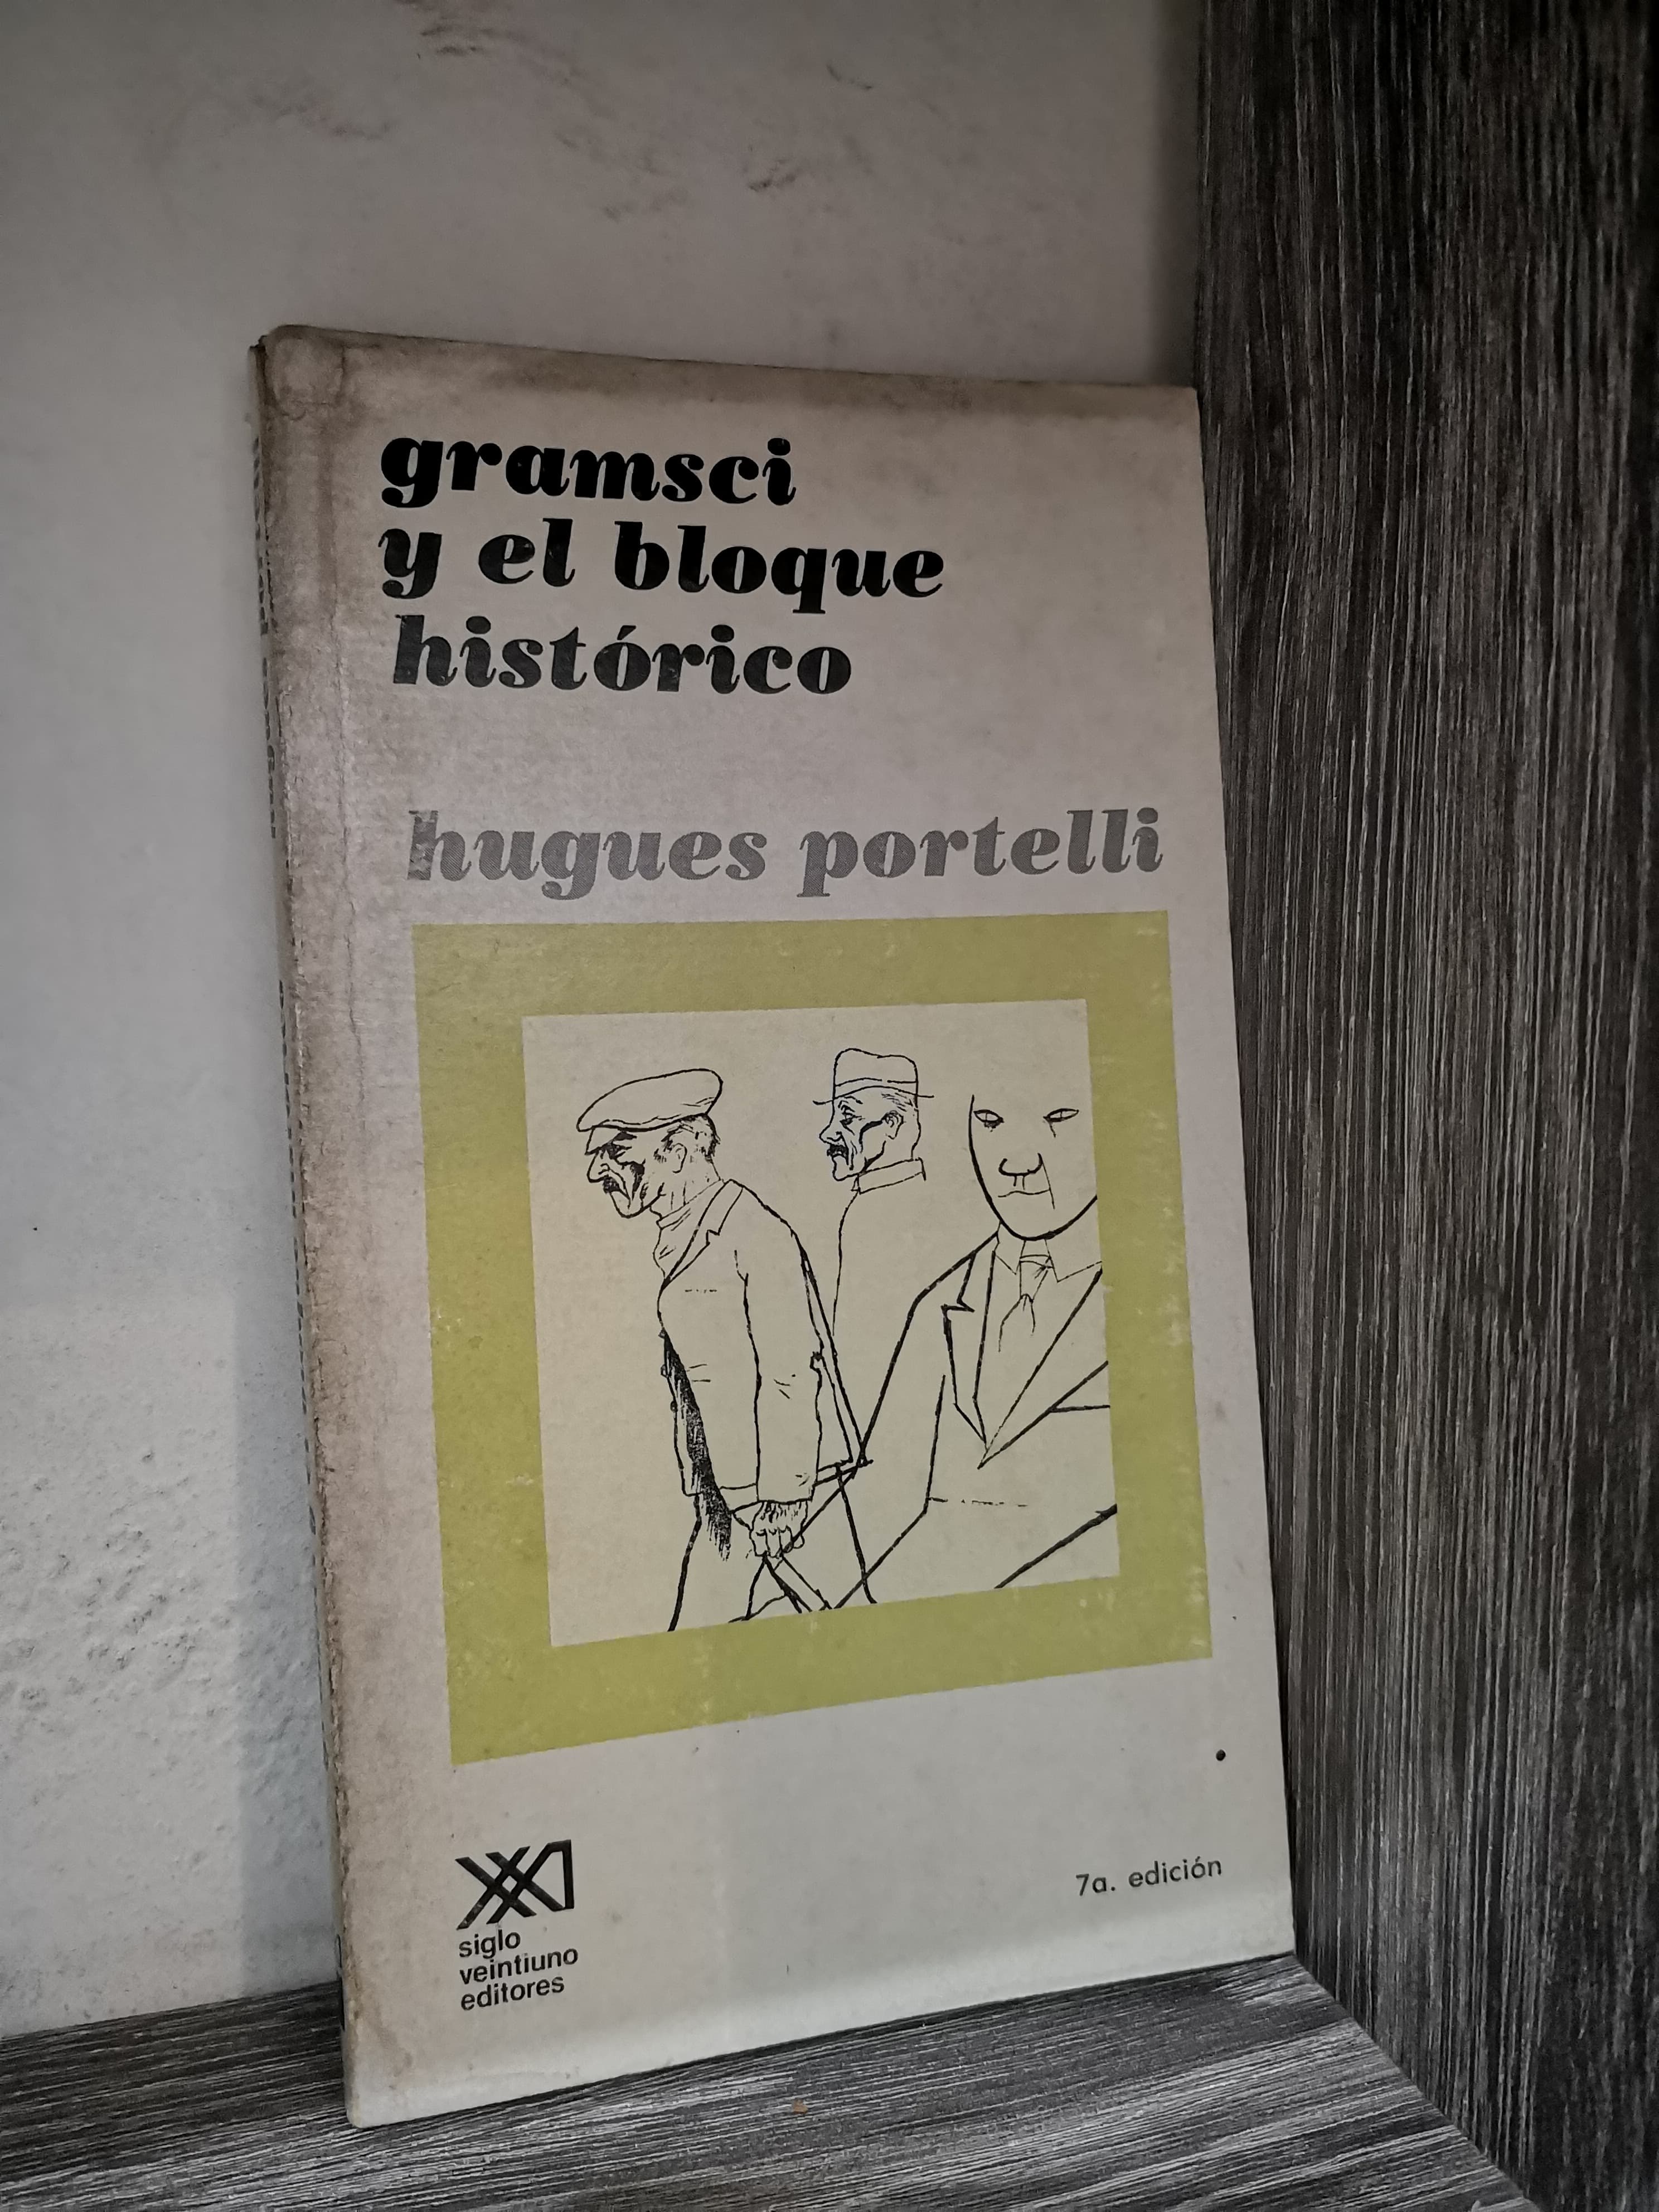 gramsci
y el bloque
histórico
hugues portelli
siglo
veintiuno
editores
7a. edición